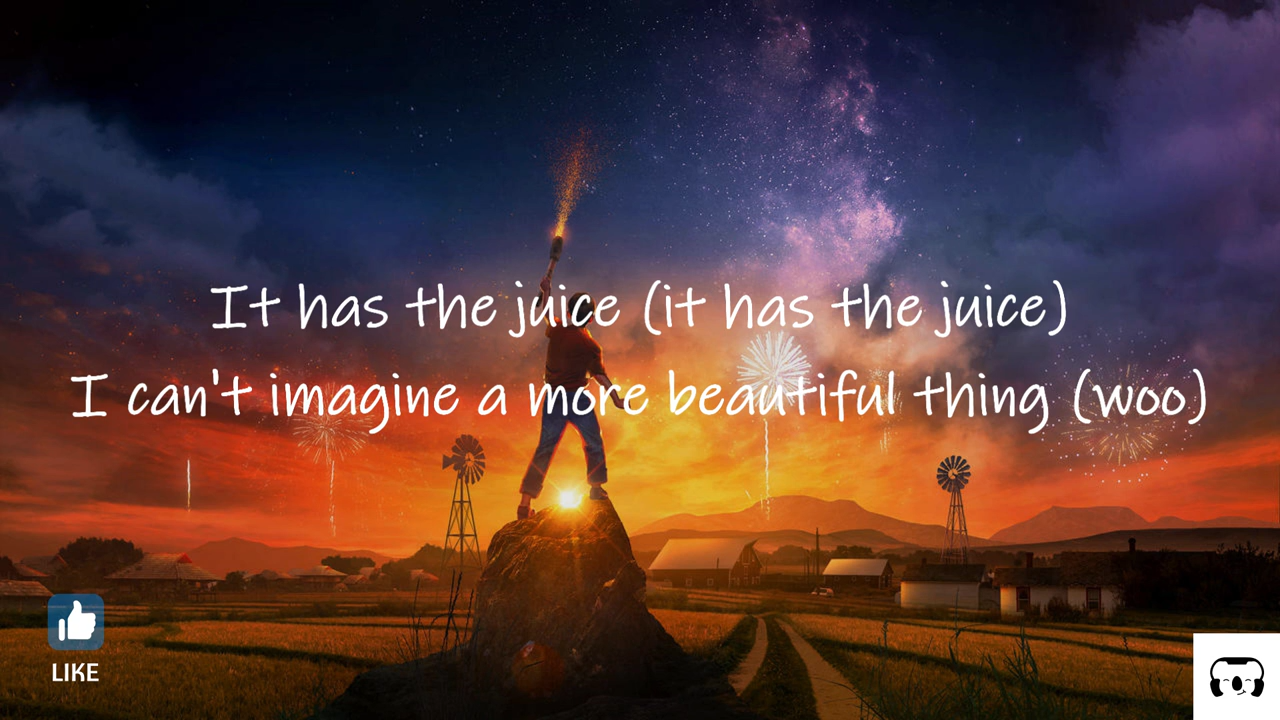 It has the juice (it has the juice)
I can't imagine a more beautiful thing (woo)
LIKE